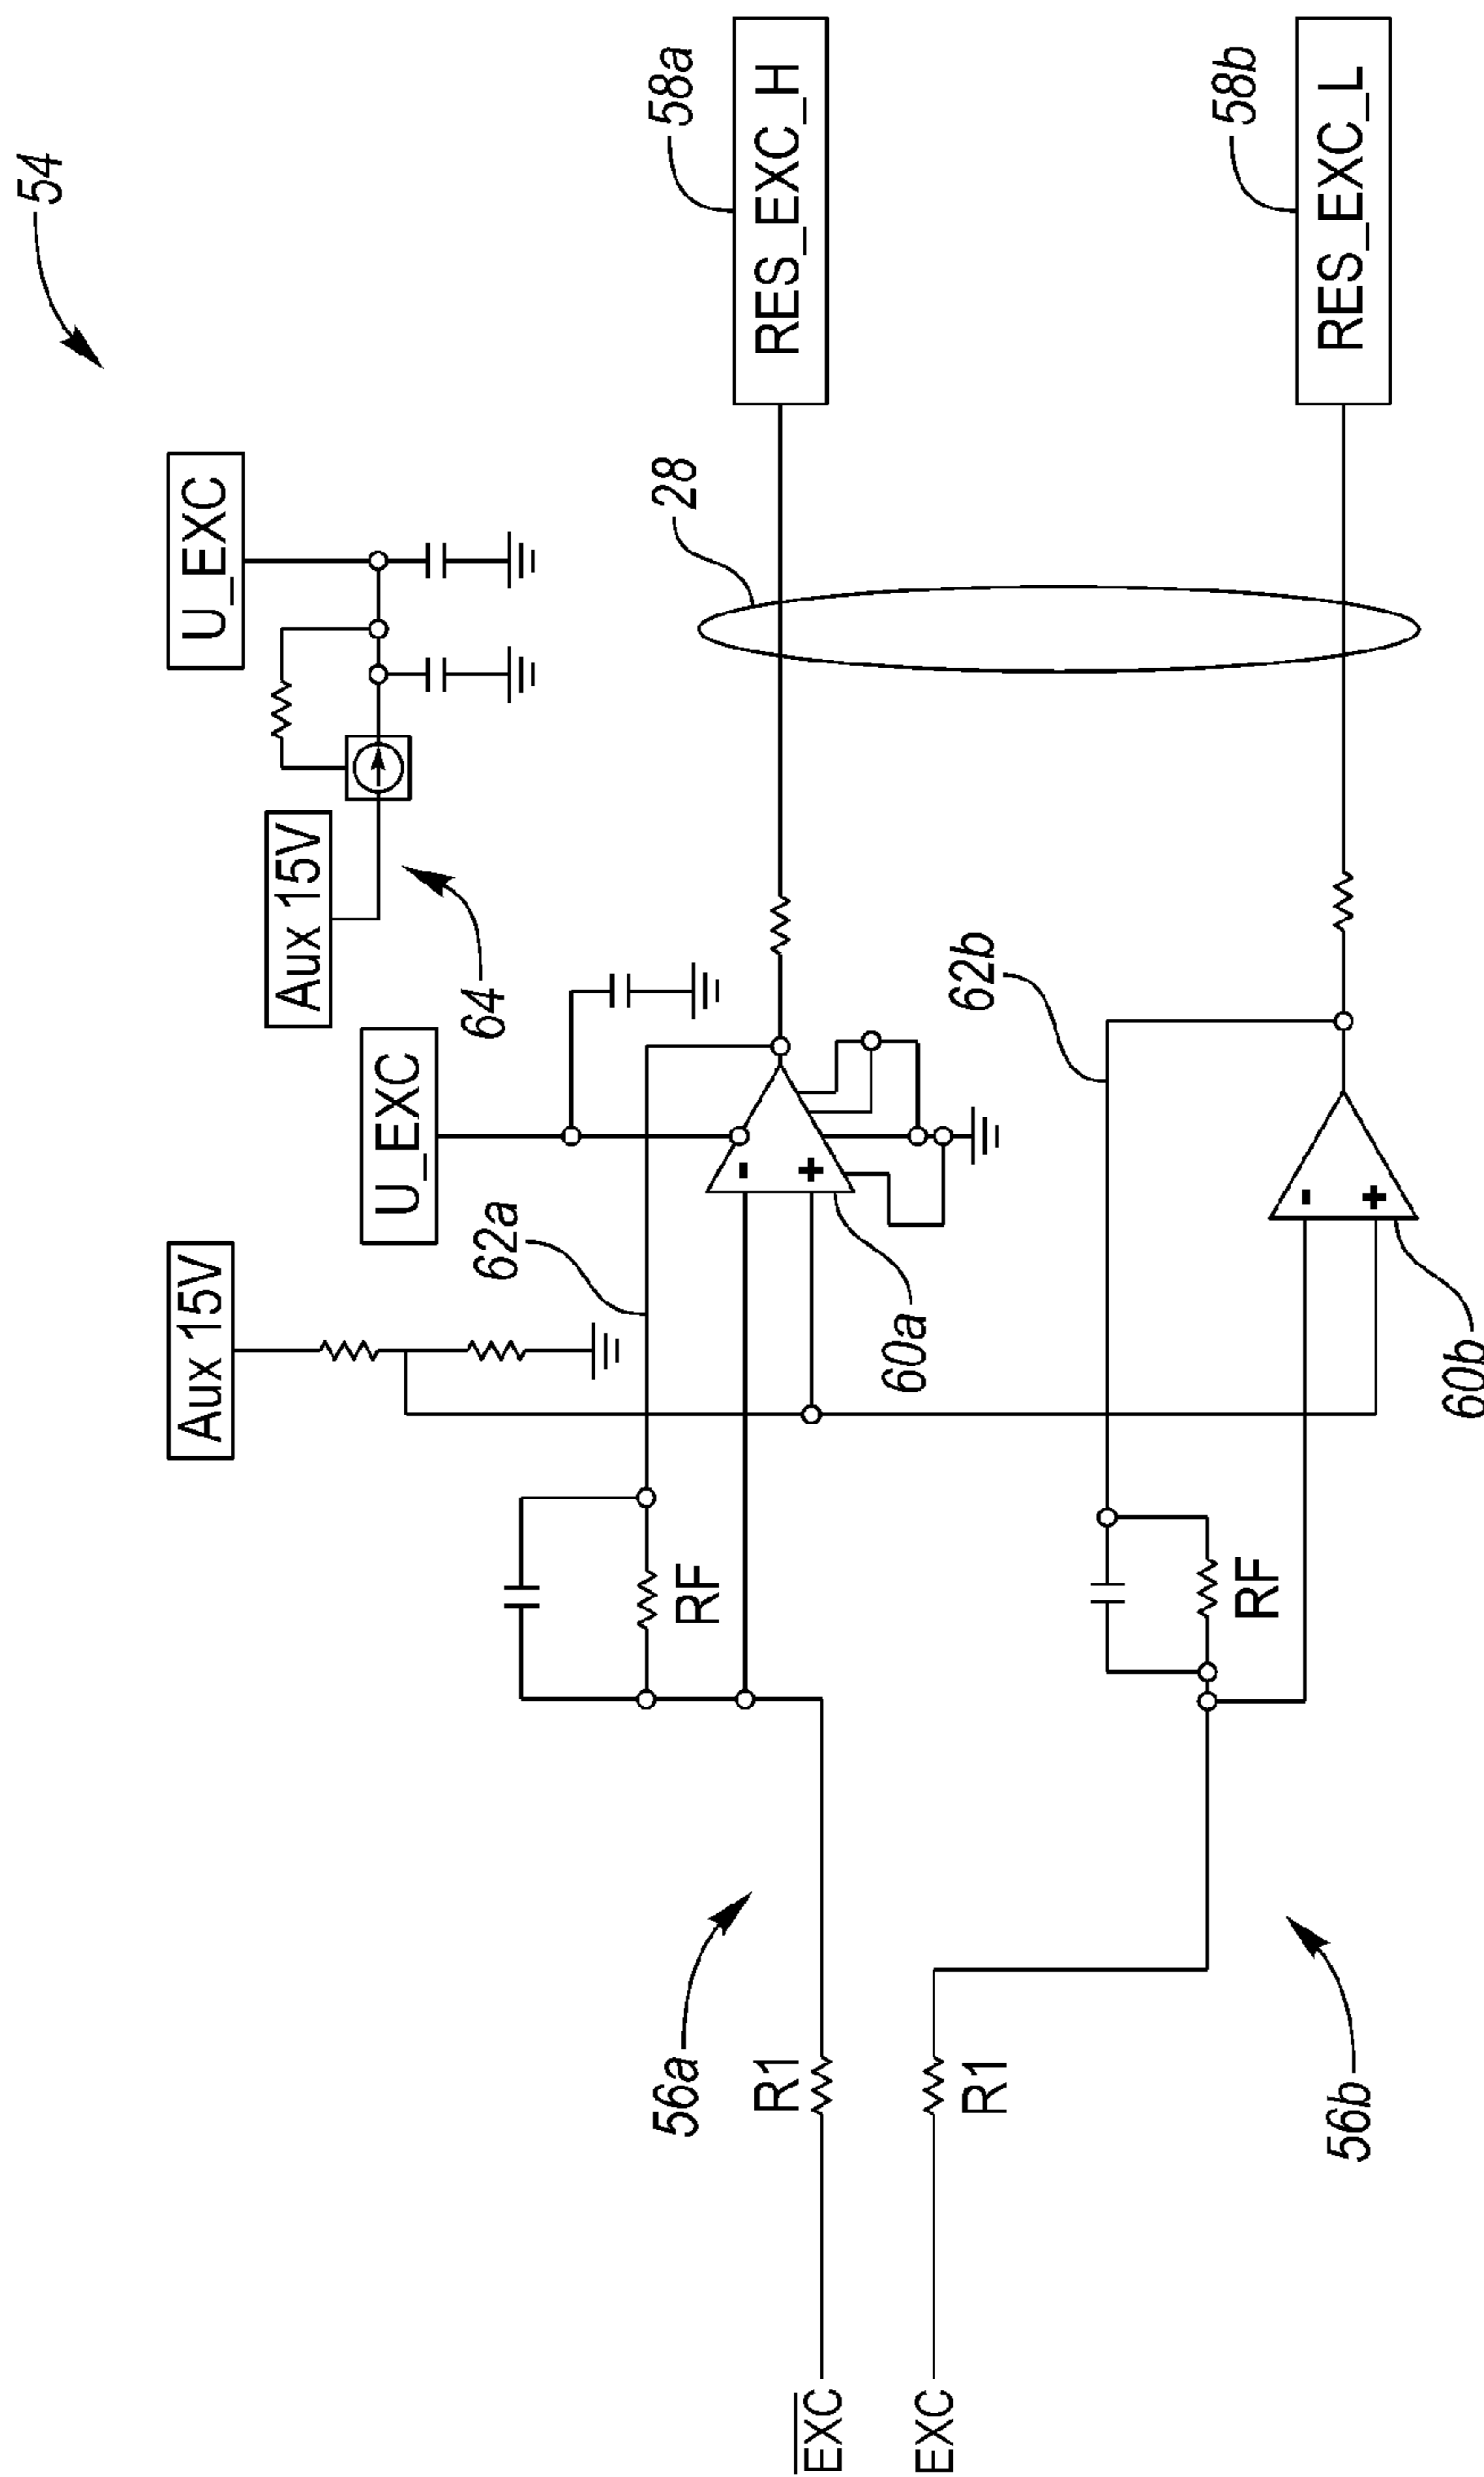 54
U_EXC
Aux 15V
64
Aux 15V
U_EXC
62a
28
RES_EXC_H
58a
-
+
60a
RF
56a
R1
E̅X̅C̅
EXC
R1
62b
RF
-
+
60b
RES_EXC_L
58b
56b